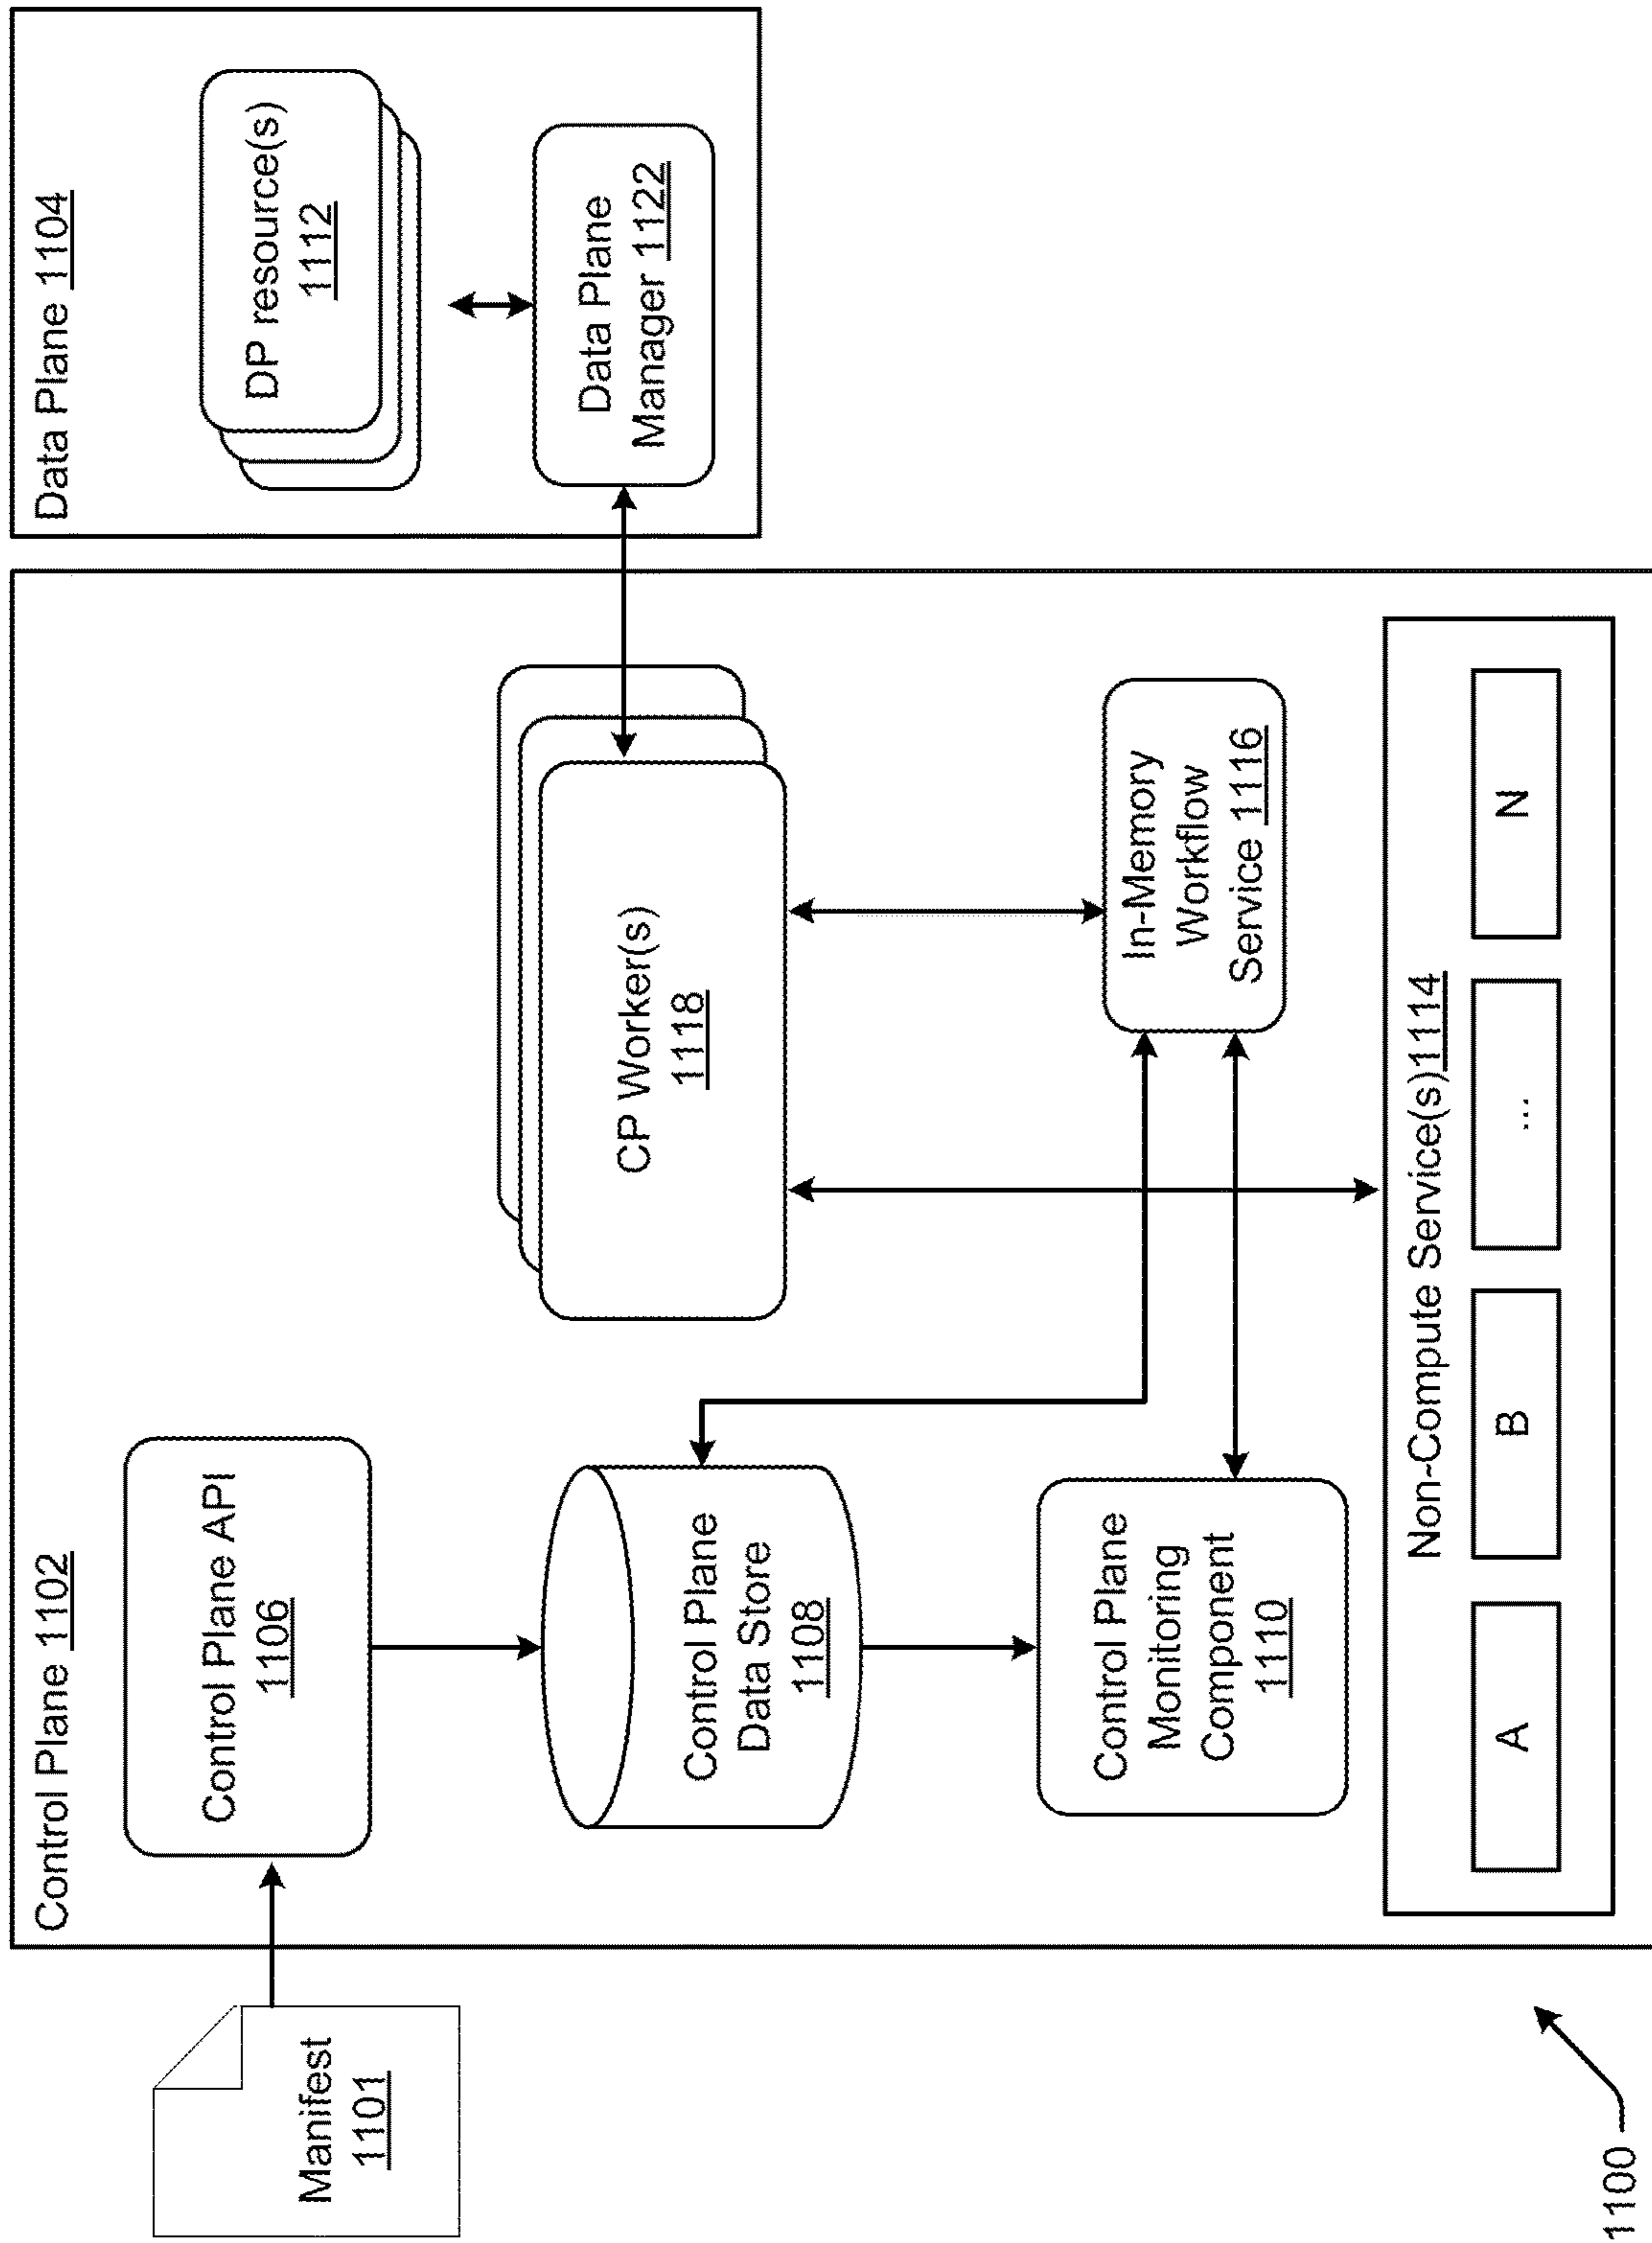 Control Plane 1102
Data Plane 1104
Manifest
1101
Control Plane API
1106
DP resource(s)
1112
Control Plane
Data Store
1108
CP Worker(s)
1118
Data Plane
Manager 1122
Control Plane
Monitoring
Component
1110
In-Memory
Workflow
Service 1116
Non-Compute Service(s)1114
A
B
...
N
1100